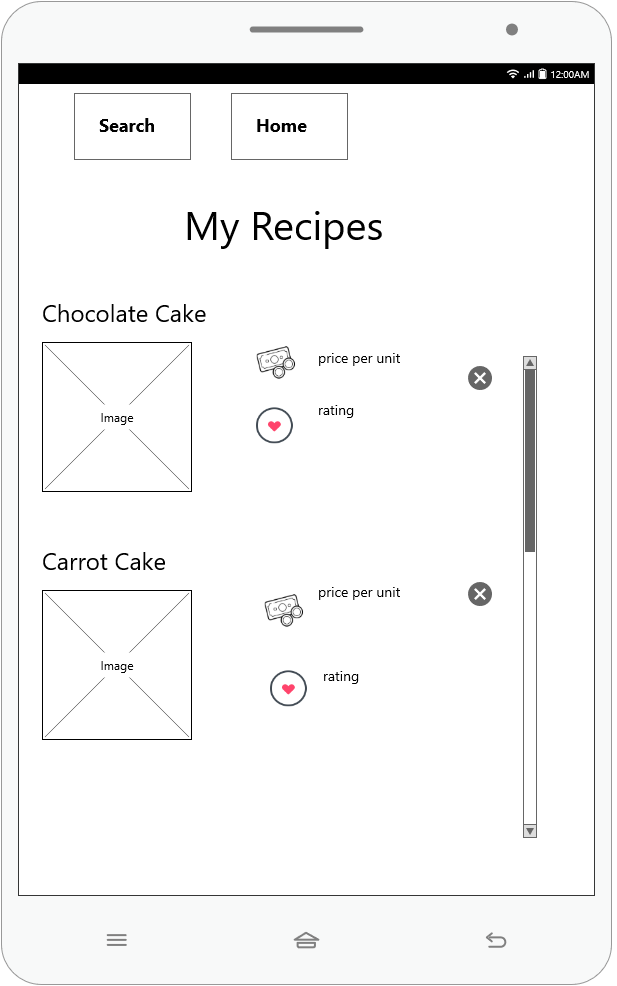 12:00AM
Search
Home
My Recipes
Chocolate Cake
Image
price per unit
rating
Carrot Cake
Image
price per unit
rating